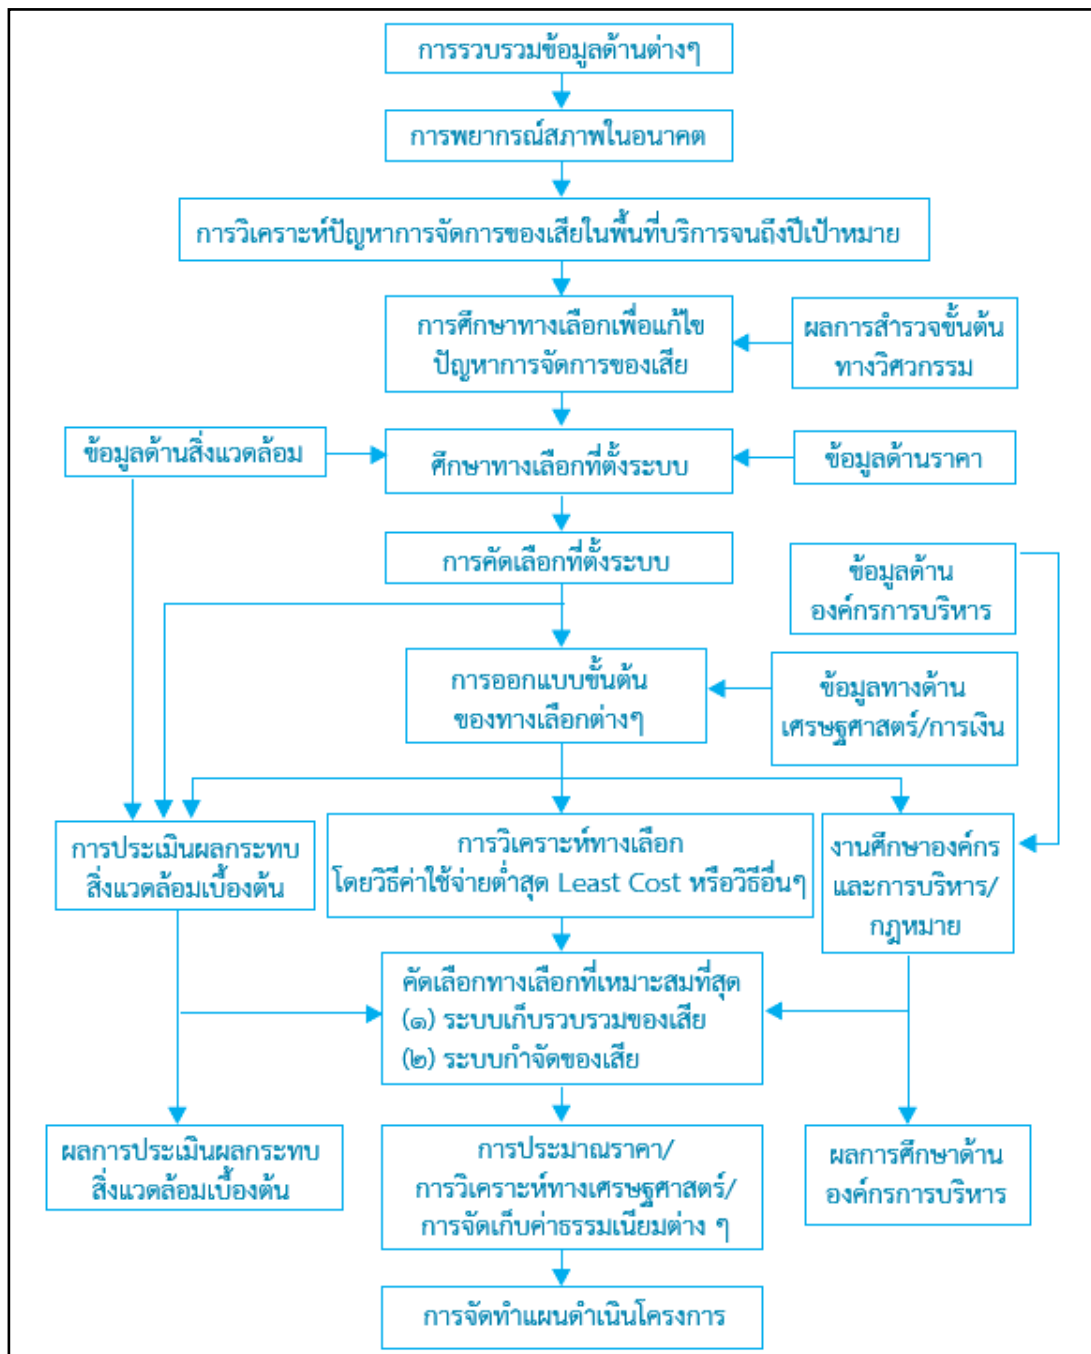 การรวบรวมข้อมูลด้านต่างๆ
การพยากรณ์สภาพในอนาคต
การวิเคราะห์ปัญหาการจัดการของเสียในพื้นที่บริการจนถึงปีเป้าหมาย
การศึกษาทางเลือกเพื่อแก้ไข
ปัญหาการจัดการของเสีย
ผลการสำรวจขั้นต้น
ทางวิศวกรรม
ข้อมูลด้านสิ่งแวดล้อม
ศึกษาทางเลือกที่ตั้งระบบ
ข้อมูลด้านราคา
การคัดเลือกที่ตั้งระบบ
ข้อมูลด้าน
องค์กรการบริหาร
การออกแบบขั้นต้น
ของทางเลือกต่างๆ
ข้อมูลทางด้าน
เศรษฐศาสตร์/การเงิน
การประเมินผลกระทบ
สิ่งแวดล้อมเบื้องต้น
การวิเคราะห์ทางเลือก
โดยวิธีค่าใช้จ่ายต่ำสุด Least Cost หรือวิธีอื่นๆ
งานศึกษาองค์กร
และการบริหาร/
กฎหมาย
คัดเลือกทางเลือกที่เหมาะสมที่สุด
(๑) ระบบเก็บรวบรวมของเสีย
(๒) ระบบกำจัดของเสีย
ผลการประเมินผลกระทบ
สิ่งแวดล้อมเบื้องต้น
การประมาณราคา/
การวิเคราะห์ทางเศรษฐศาสตร์/
การจัดเก็บค่าธรรมเนียมต่าง ๆ
ผลการศึกษาด้าน
องค์กรการบริหาร
การจัดทำแผนดำเนินโครงการ